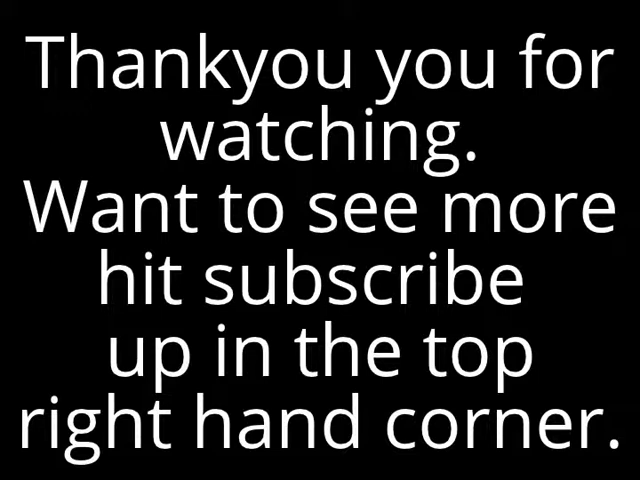 Thankyou you for
watching.
Want to see more
hit subscribe
up in the top
right hand corner.